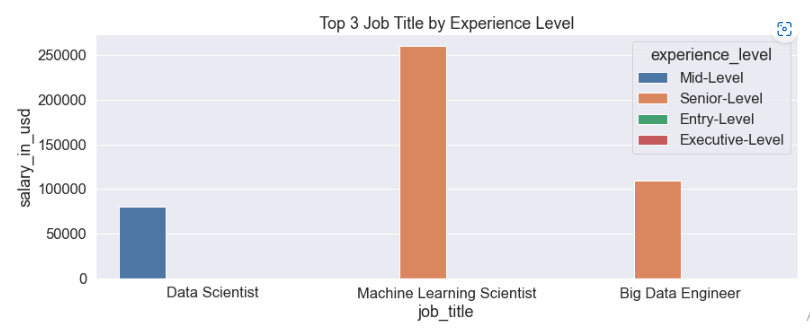 Top 3 Job Title by Experience Level
salary_in_usd
250000
200000
150000
100000
50000
0
experience_level
Mid-Level
Senior-Level
Entry-Level
Executive-Level
Data Scientist
Machine Learning Scientist
Big Data Engineer
job_title